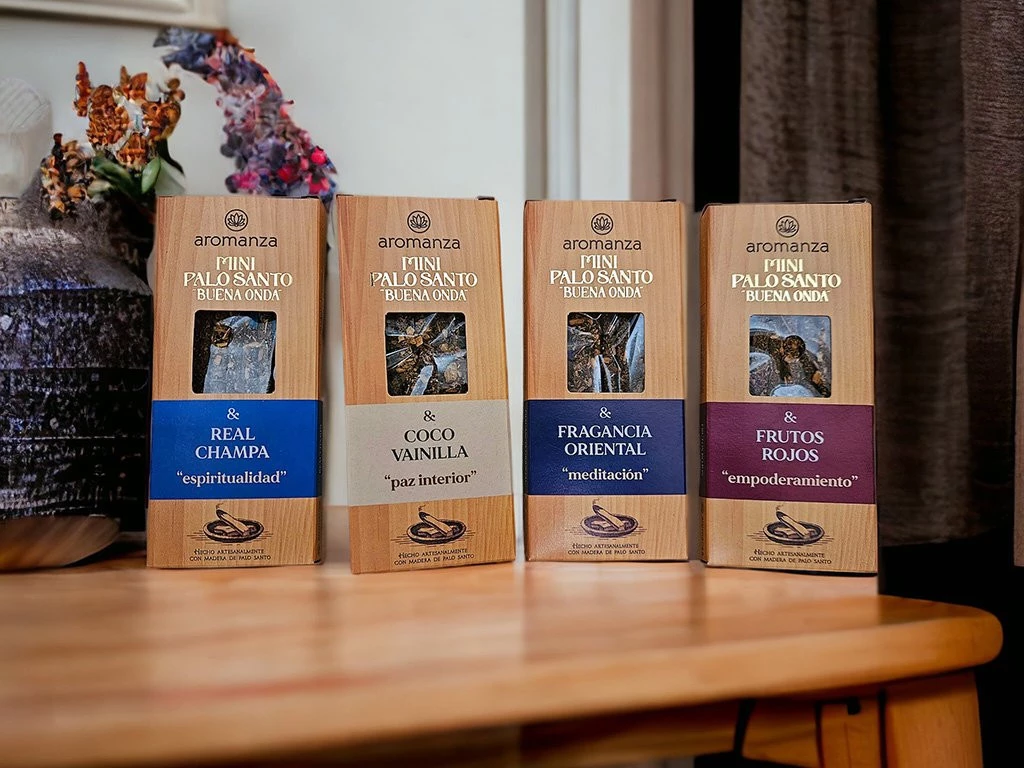 aromanza
MINI
PALO SANTO
"BUENA ONDA"
&
REAL
CHAMPA
“espiritualidad”
HECHO ARTESANALMENTE
CON MADERA DE PALO SANTO
aromanza
MINI
PALO SANTO
"BUENA ONDA"
&
COCO
VAINILLA
“paz interior”
HECHO ARTESANALMENTE
CON MADERA DE PALO SANTO
aromanza
MINI
PALO SANTO
"BUENA ONDA"
&
FRAGANCIA
ORIENTAL
“meditación”
HECHO ARTESANALMENTE
CON MADERA DE PALO SANTO
aromanza
MINI
PALO SANTO
"BUENA ONDA"
&
FRUTOS
ROJOS
“empoderamiento”
HECHO ARTESANALMENTE
CON MADERA DE PALO SANTO